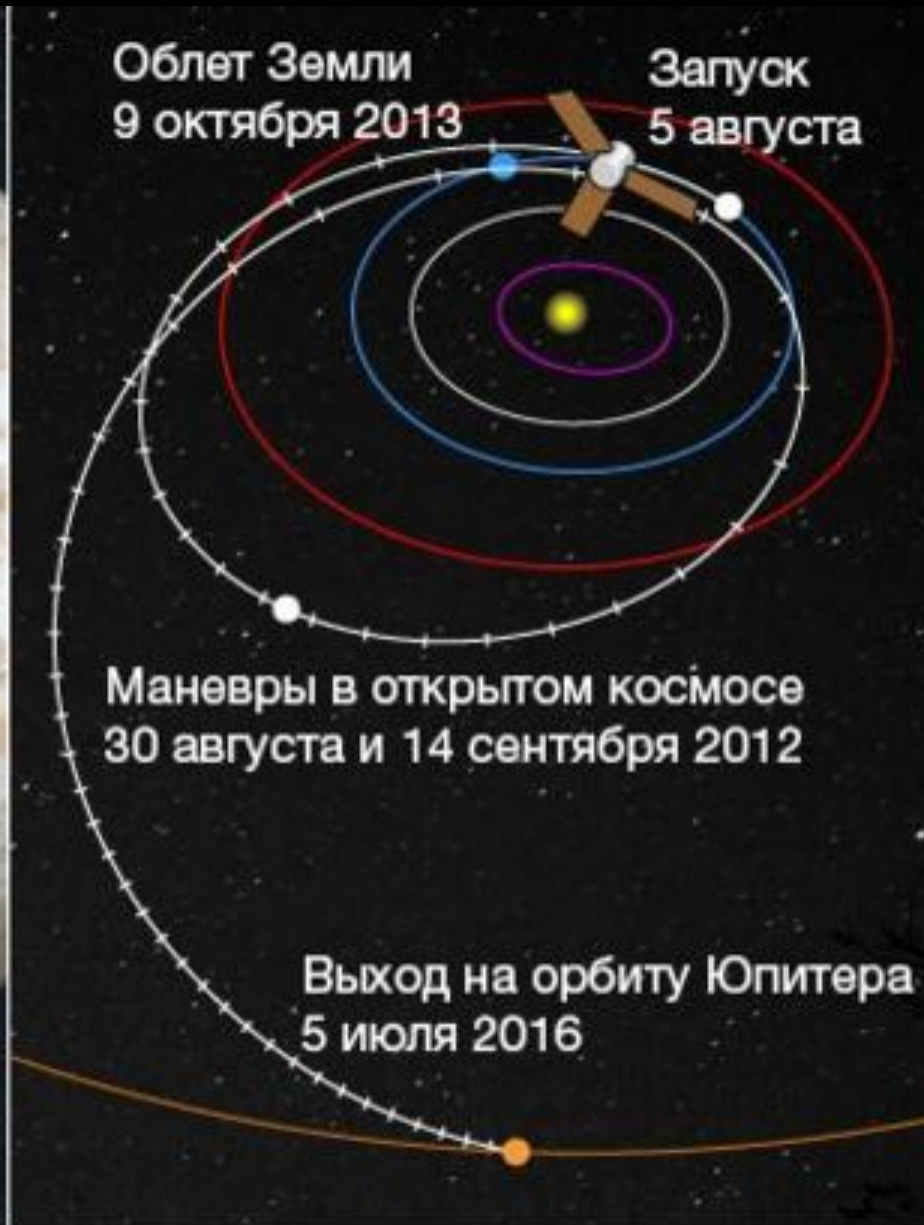 Облет Земли
9 октября 2013
Запуск
5 августа
Маневры в открытом космосе
30 августа и 14 сентября 2012
Выход на орбиту Юпитера
5 июля 2016